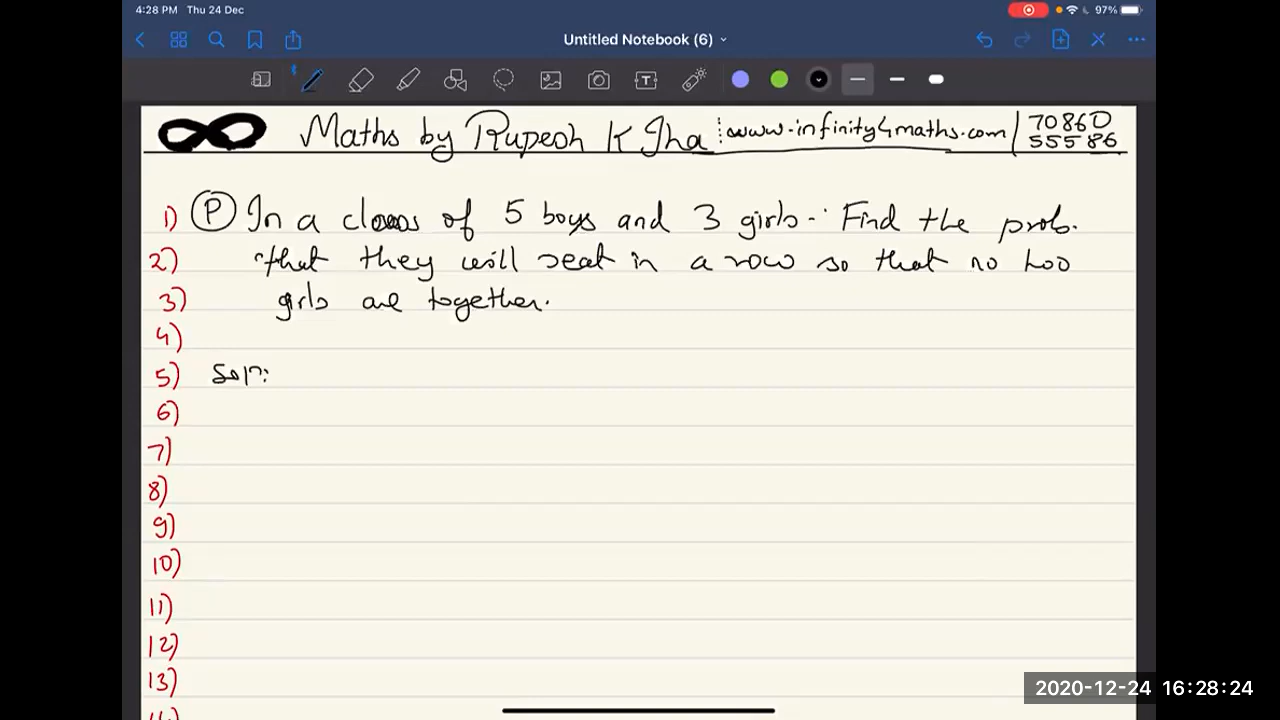 4:28 PM Thu 24 Dec
97%
Untitled Notebook (6)
T
Maths by Rupesh K Jha www.infinity4maths.com 70860
55586
1) P In a class of 5 boys and 3 girls. Find the prob.
2) that they will seat in a row so that no two
3) girls are together.
4)
5) Soln:
6)
7)
8)
9)
10)
11)
12)
13)
14)
2020-12-24 16:28:24